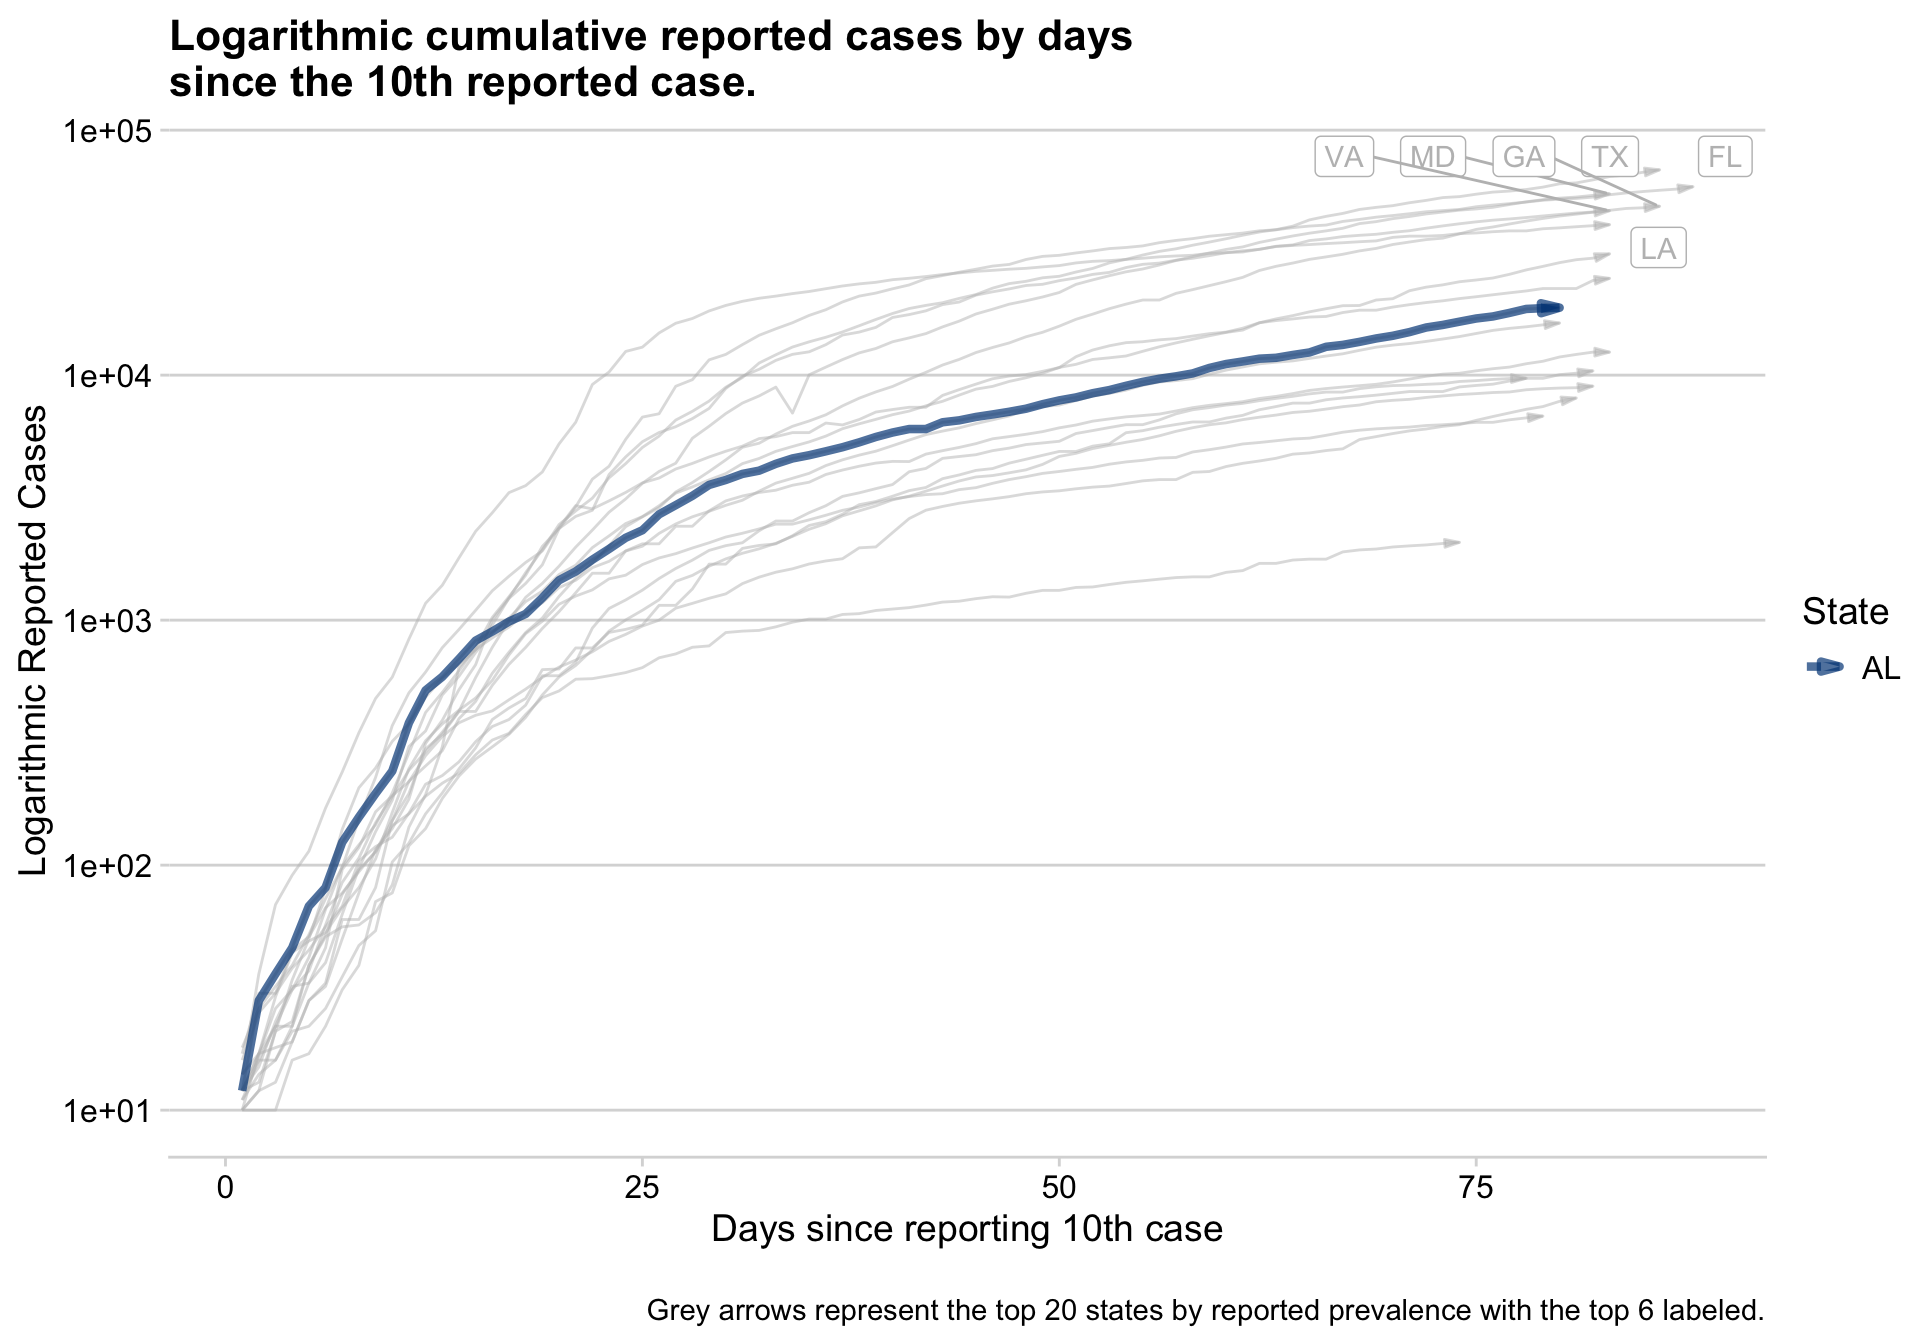 Logarithmic cumulative reported cases by days
since the 10th reported case.
1e+05
VA MD GA TX FL
LA
1e+04
1e+03
1e+02
1e+01
Logarithmic Reported Cases
State
AL
0 25 50 75
Days since reporting 10th case
Grey arrows represent the top 20 states by reported prevalence with the top 6 labeled.